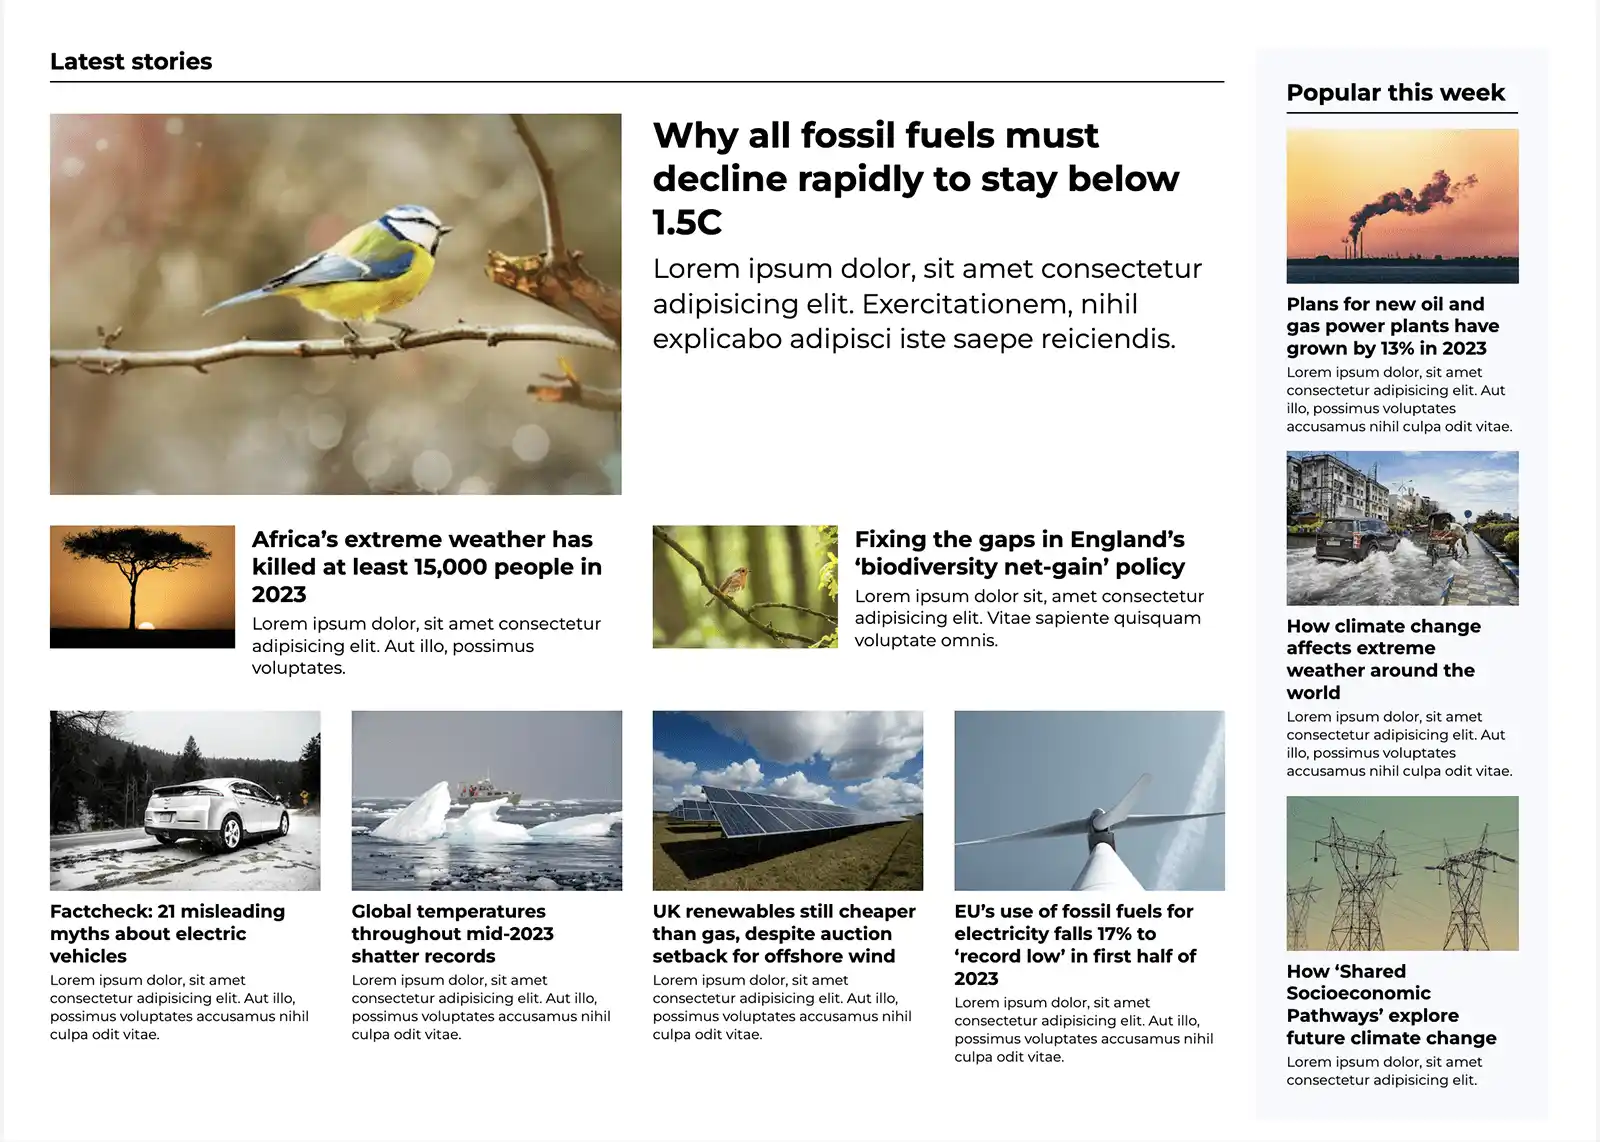 Latest stories
Why all fossil fuels must
decline rapidly to stay below
1.5C
Lorem ipsum dolor, sit amet consectetur
adipisicing elit. Exercitationem, nihil
explicabo adipisci iste saepe reiciendis.
Africa’s extreme weather has
killed at least 15,000 people in
2023
Lorem ipsum dolor, sit amet consectetur
adipisicing elit. Aut illo, possimus
voluptates.
Fixing the gaps in England’s
‘biodiversity net-gain’ policy
Lorem ipsum dolor sit, amet consectetur
adipisicing elit. Vitae sapiente quisquam
voluptate omnis.
Factcheck: 21 misleading
myths about electric
vehicles
Lorem ipsum dolor, sit amet
consectetur adipisicing elit. Aut illo,
possimus voluptates accusamus nihil
culpa odit vitae.
Global temperatures
throughout mid-2023
shatter records
Lorem ipsum dolor, sit amet
consectetur adipisicing elit. Aut illo,
possimus voluptates accusamus nihil
culpa odit vitae.
UK renewables still cheaper
than gas, despite auction
setback for offshore wind
Lorem ipsum dolor, sit amet
consectetur adipisicing elit. Aut illo,
possimus voluptates accusamus nihil
culpa odit vitae.
EU’s use of fossil fuels for
electricity falls 17% to
‘record low’ in first half of
2023
Lorem ipsum dolor, sit amet
consectetur adipisicing elit. Aut illo,
possimus voluptates accusamus nihil
culpa odit vitae.
Popular this week
Plans for new oil and
gas power plants have
grown by 13% in 2023
Lorem ipsum dolor, sit amet
consectetur adipisicing elit. Aut
illo, possimus voluptates
accusamus nihil culpa odit vitae.
How climate change
affects extreme
weather around the
world
Lorem ipsum dolor, sit amet
consectetur adipisicing elit. Aut
illo, possimus voluptates
accusamus nihil culpa odit vitae.
How ‘Shared
Socioeconomic
Pathways’ explore
future climate change
Lorem ipsum dolor, sit amet
consectetur adipisicing elit.